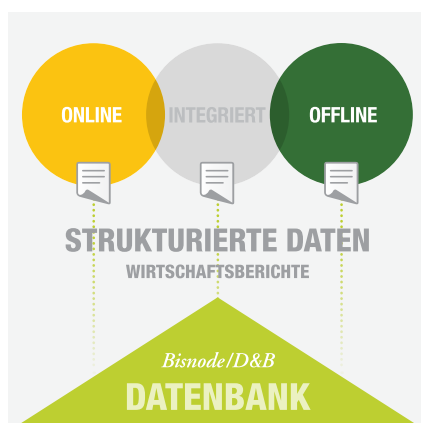 ONLINE INTEGRIERT OFFLINE
STRUKTURIERTE DATEN
WIRTSCHAFTSBERICHTE
Bisnode/D&B
DATENBANK